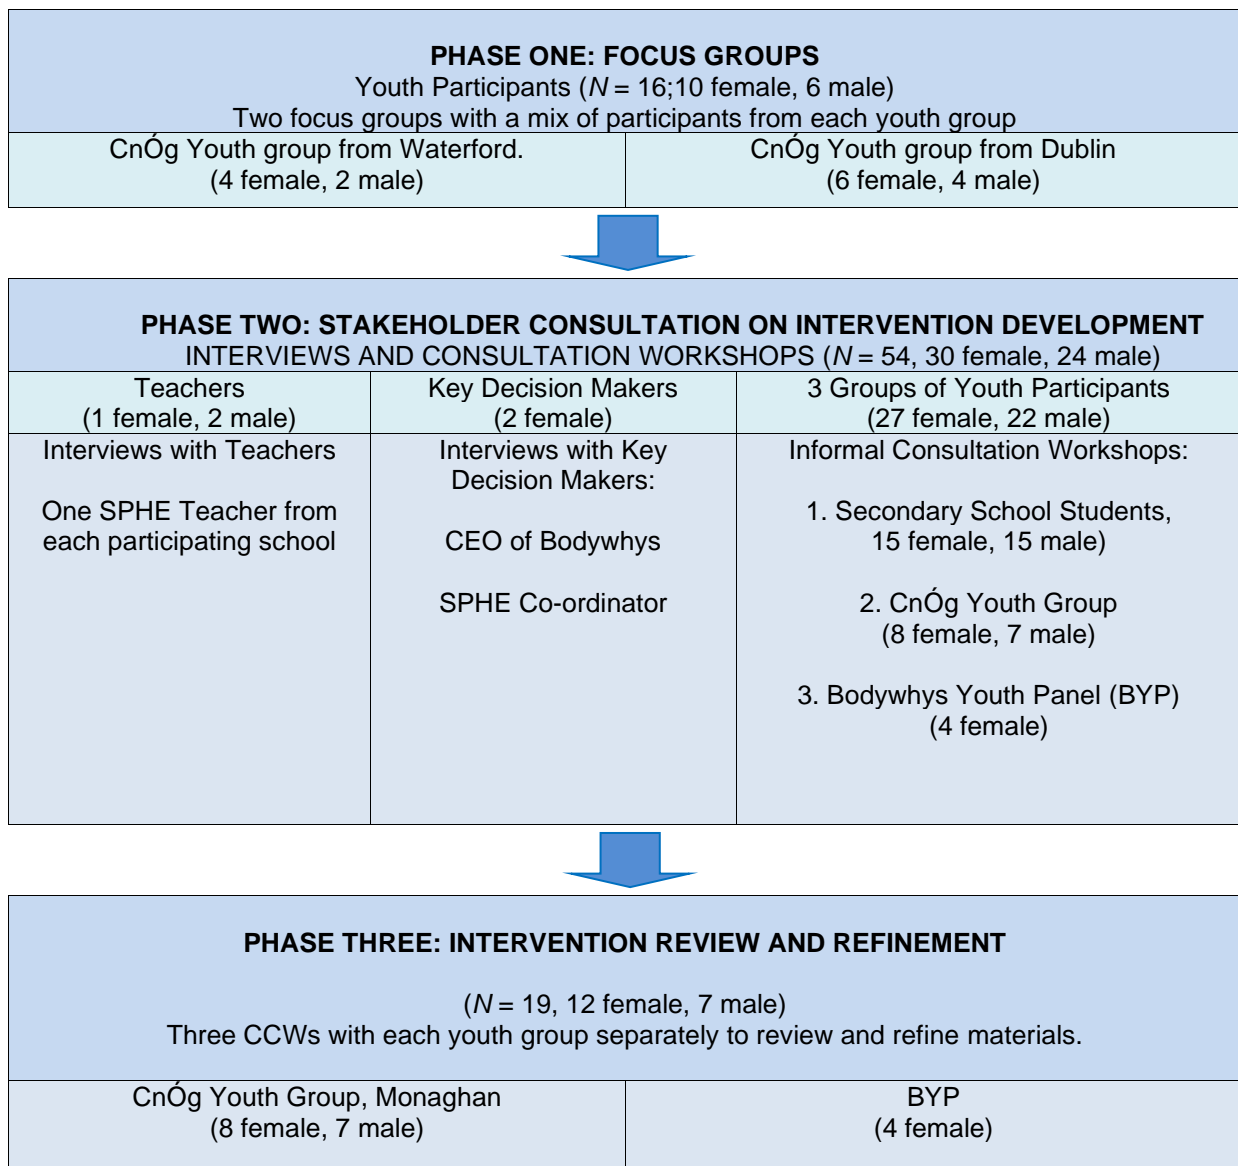 PHASE ONE: FOCUS GROUPS
Youth Participants (N = 16;10 female, 6 male)
Two focus groups with a mix of participants from each youth group
CnÓg Youth group from Waterford.
(4 female, 2 male)
CnÓg Youth group from Dublin
(6 female, 4 male)
PHASE TWO: STAKEHOLDER CONSULTATION ON INTERVENTION DEVELOPMENT
INTERVIEWS AND CONSULTATION WORKSHOPS (N = 54, 30 female, 24 male)
Teachers
(1 female, 2 male)
Key Decision Makers
(2 female)
3 Groups of Youth Participants
(27 female, 22 male)
Interviews with Teachers
One SPHE Teacher from
each participating school
Interviews with Key
Decision Makers:
CEO of Bodywhys
SPHE Co-ordinator
Informal Consultation Workshops:
1. Secondary School Students,
15 female, 15 male)
2. CnÓg Youth Group
(8 female, 7 male)
3. Bodywhys Youth Panel (BYP)
(4 female)
PHASE THREE: INTERVENTION REVIEW AND REFINEMENT
(N = 19, 12 female, 7 male)
Three CCWs with each youth group separately to review and refine materials.
CnÓg Youth Group, Monaghan
(8 female, 7 male)
BYP
(4 female)